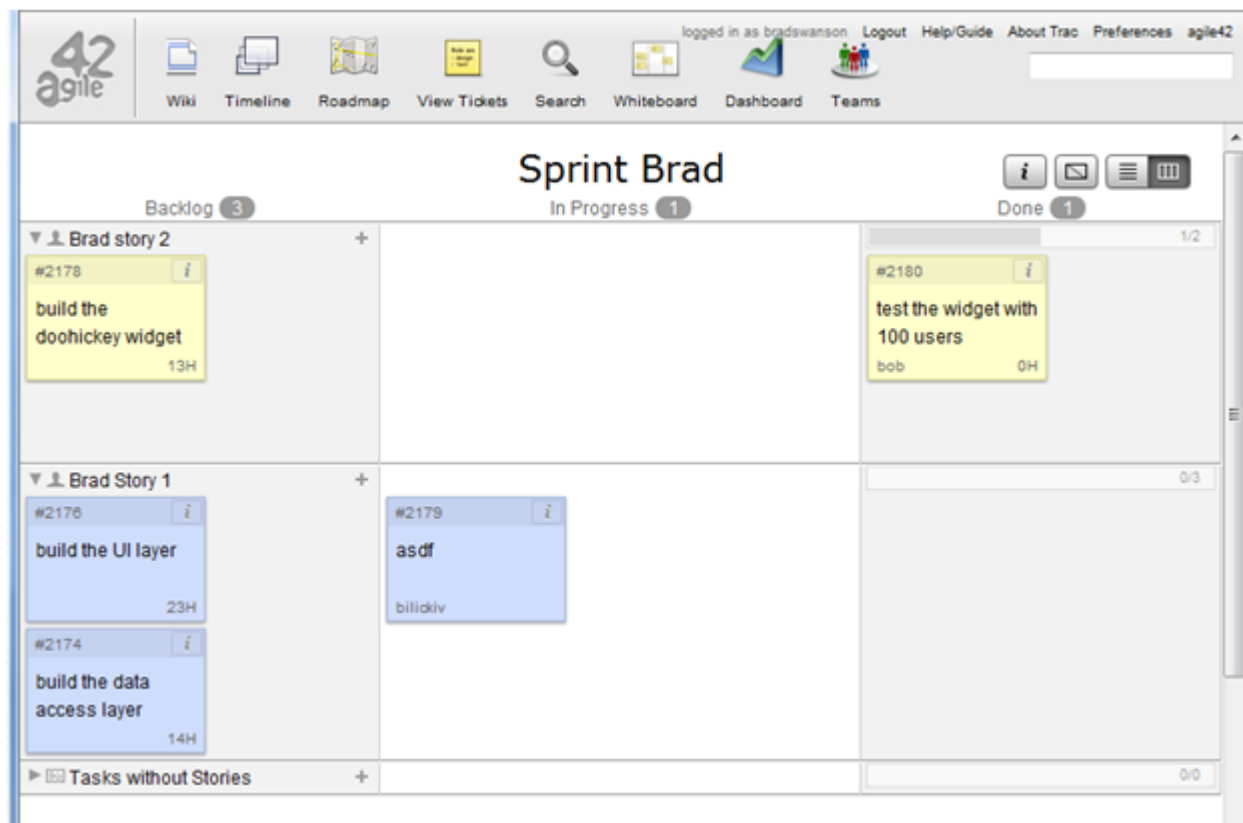 logged in as bradswanson Logout Help/Guide About Trac Preferences agile42
42
agile
Wiki Timeline Roadmap View Tickets Search Whiteboard Dashboard Teams
Sprint Brad
Backlog 3 In Progress 1 Done 1
Brad story 2 + 1/2
#2178 i
build the
doohickey widget
13H
#2180 i
test the widget with
100 users
bob 0H
Brad Story 1 + 0/3
#2176 i
build the UI layer
23H
#2179 i
asdf
bilickiv
#2174 i
build the data
access layer
14H
Tasks without Stories + 0/0